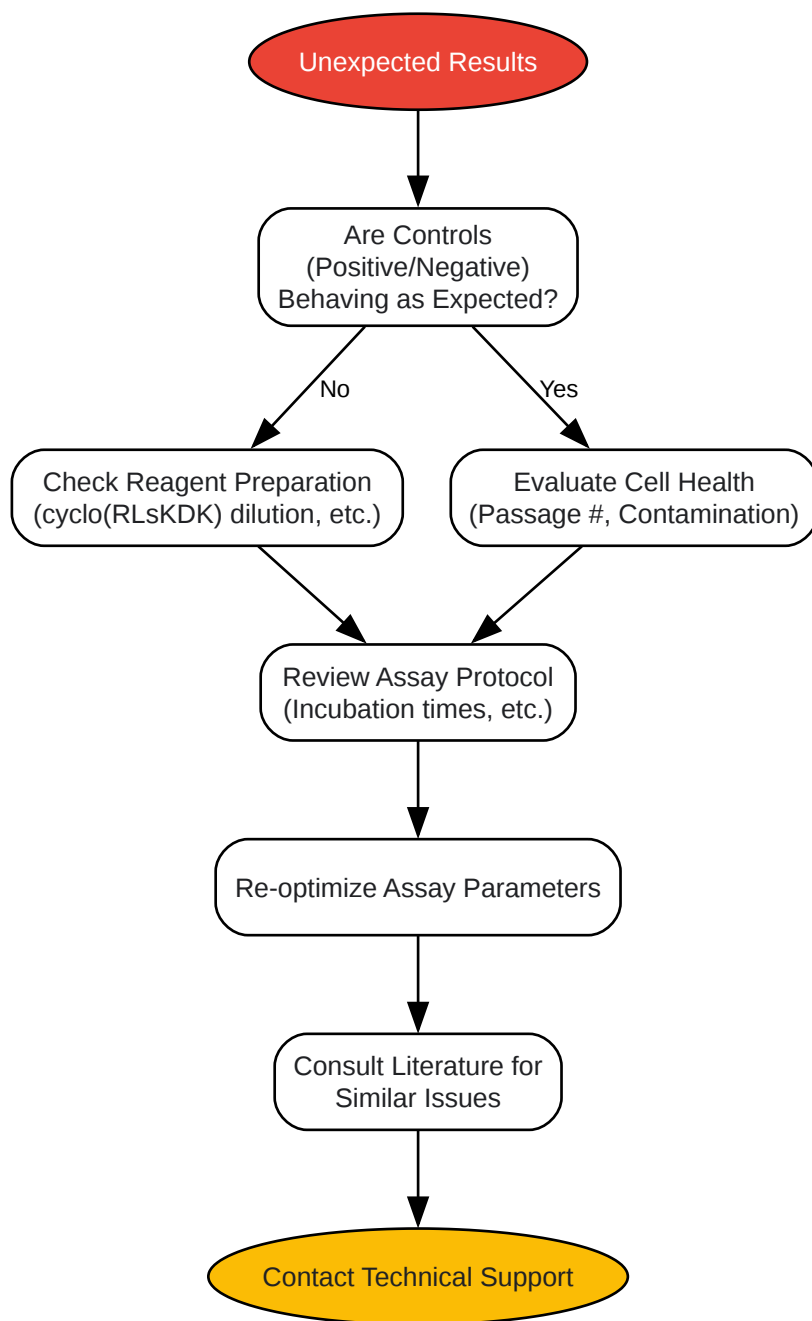 Unexpected Results
Are Controls
(Positive/Negative)
Behaving as Expected?
No
Yes
Check Reagent Preparation
(cyclo(RLsKDK) dilution, etc.)
Evaluate Cell Health
(Passage #, Contamination)
Review Assay Protocol
(Incubation times, etc.)
Re-optimize Assay Parameters
Consult Literature for
Similar Issues
Contact Technical Support